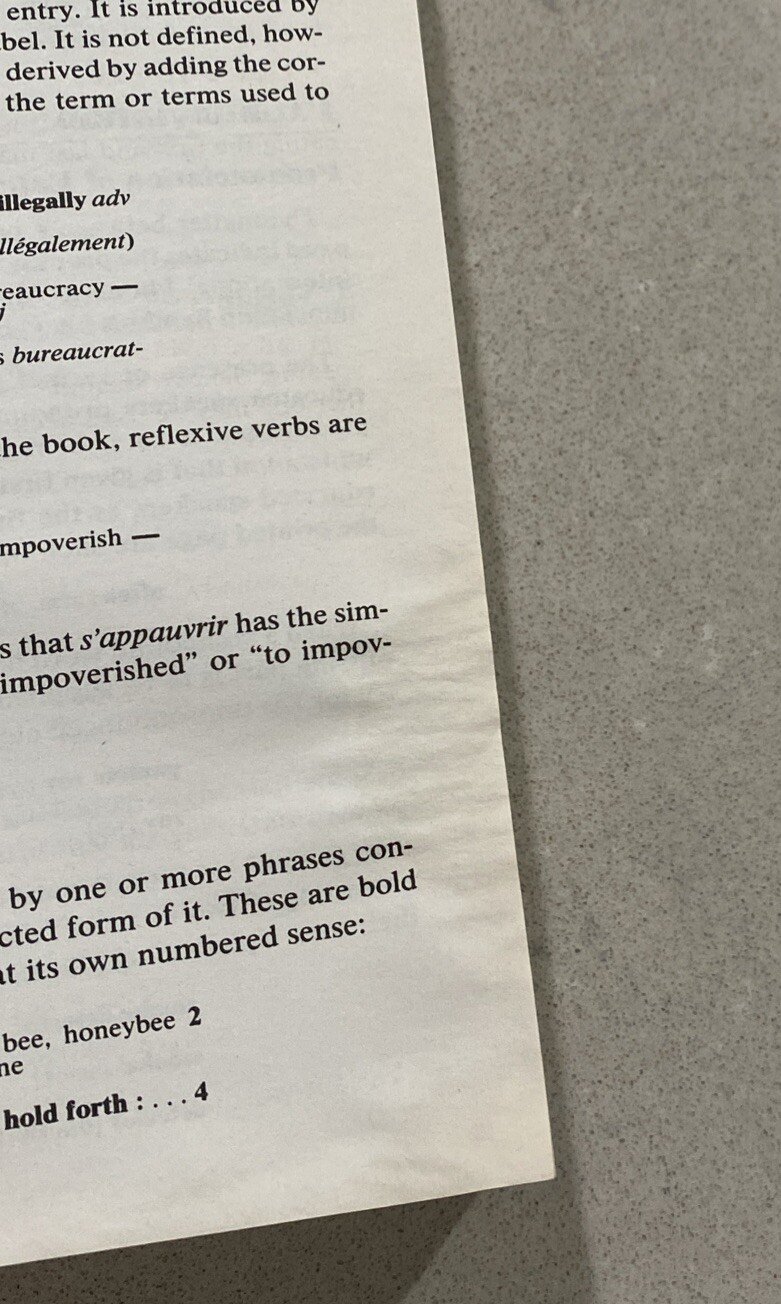 entry. It is introduced by
bel. It is not defined, how-
derived by adding the cor-
the term or terms used to
illegally adv
llégalement)
eaucracy —
j
s bureaucrat-
he book, reflexive verbs are
mpoverish —
s that s'appauvrir has the sim-
impoverished" or "to impov-
by one or more phrases con-
cted form of it. These are bold
at its own numbered sense:
bee, honeybee 2
ne
hold forth : . . . 4